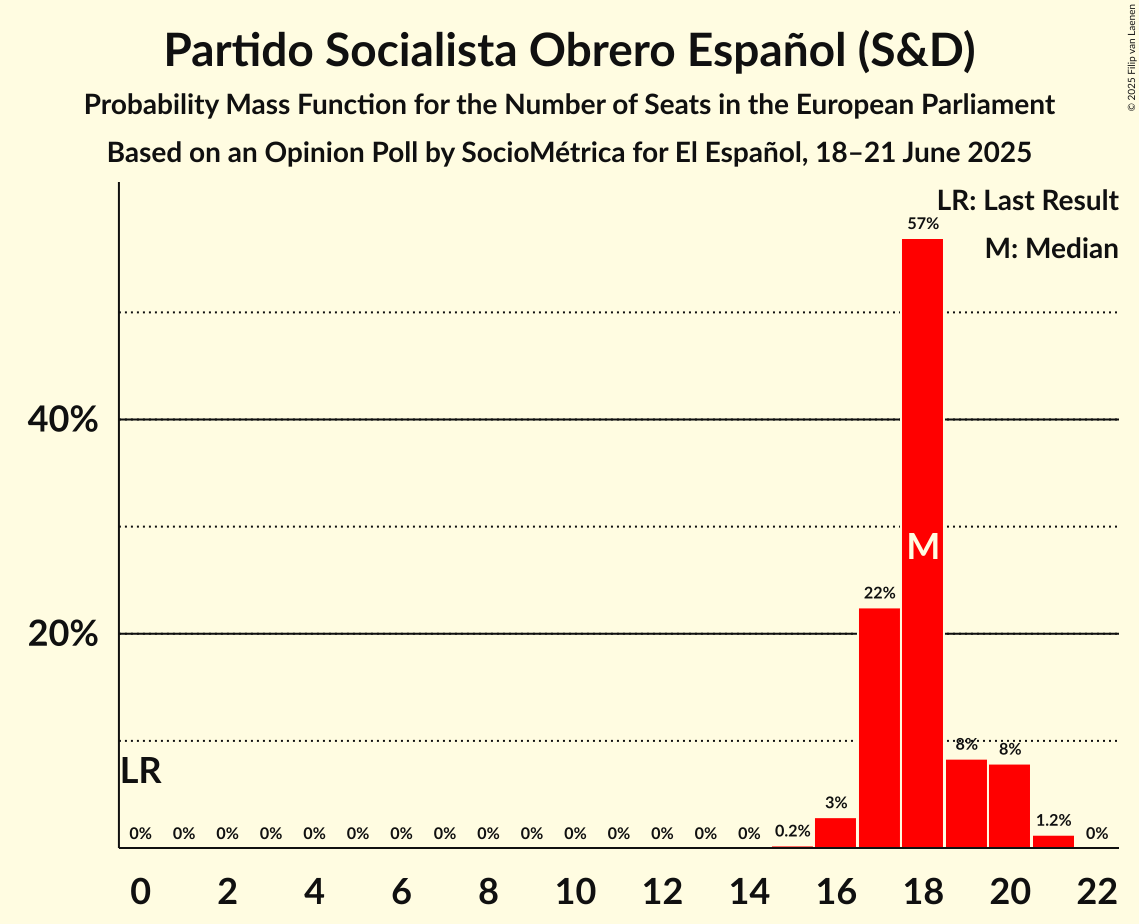 Partido Socialista Obrero Español (S&D)
Probability Mass Function for the Number of Seats in the European Parliament
Based on an Opinion Poll by SocioMétrica for El Español, 18–21 June 2025
© 2025 Filip van Laenen
LR: Last Result
M: Median
57%
40%
M
22%
20%
8% 8%
LR
3%
1.2%
0% 0% 0% 0% 0% 0% 0% 0% 0% 0% 0% 0% 0% 0% 0% 0.2% 0%
0 2 4 6 8 10 12 14 16 18 20 22